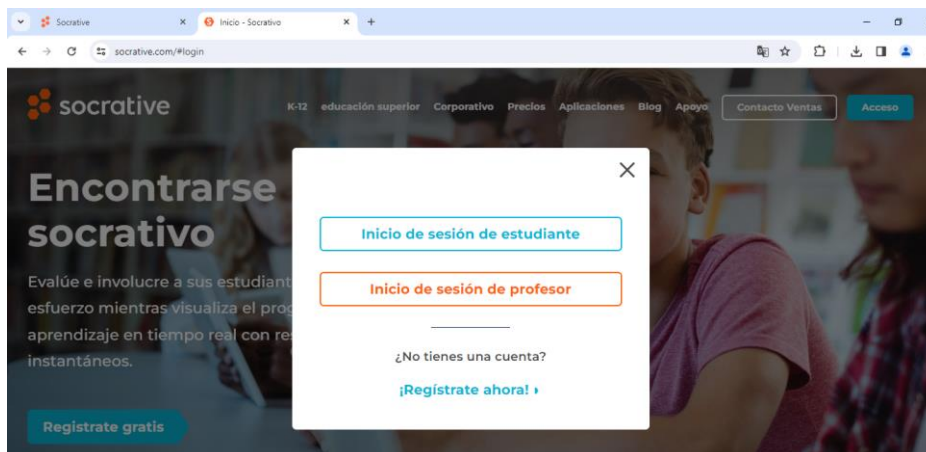 Socrative
Inicio - Socrativo
socrative.com/#login
socrative
K-12 educación superior Corporativo Precios Aplicaciones Blog Apoyo Contacto Ventas Acceso
Encontrarse
socrativo
Evalúe e involucre a sus estudiant
esfuerzo mientras visualiza el prog
aprendizaje en tiempo real con re
instantáneos.
Registrate gratis
Inicio de sesión de estudiante
Inicio de sesión de profesor
¿No tienes una cuenta?
¡Regístrate ahora!